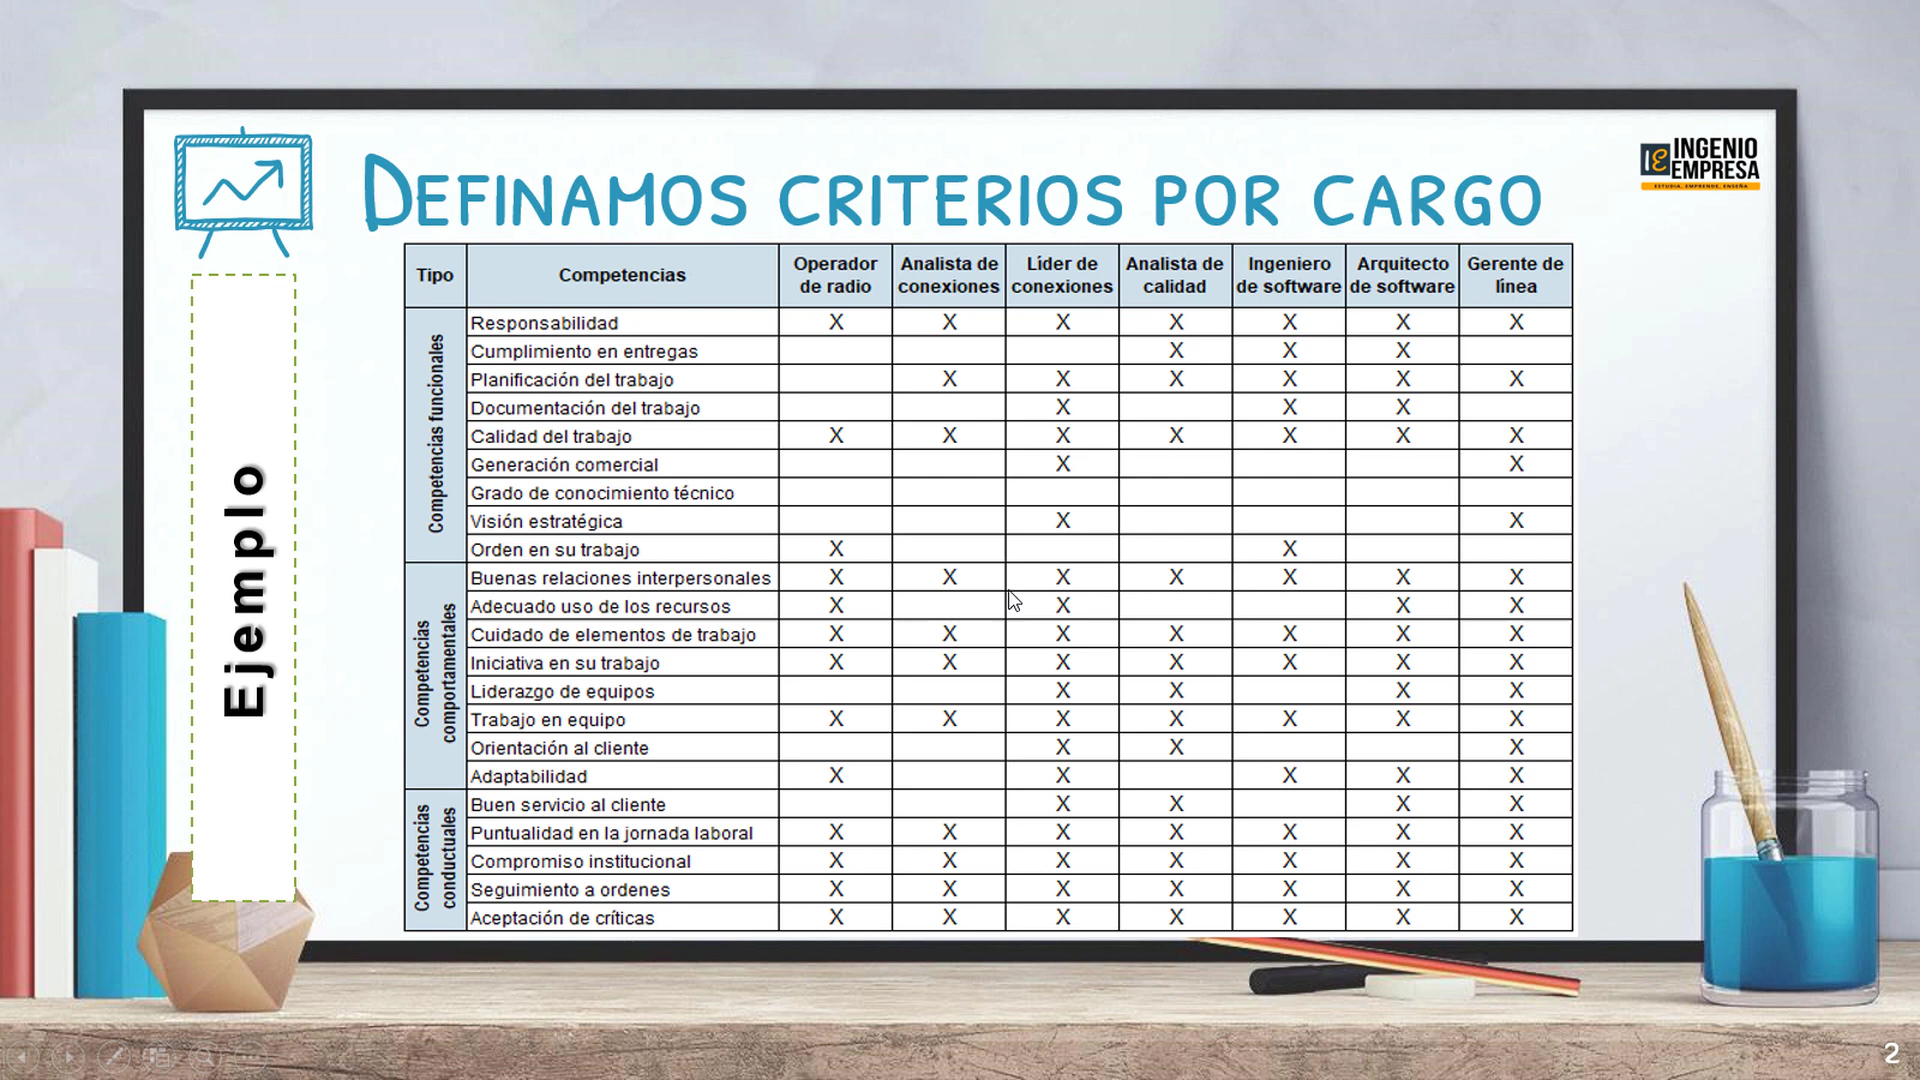 DEFINAMOS CRITERIOS POR CARGO
IE INGENIO
EMPRESA
ESTUDIA, EMPRENDE, ENSEÑA
Ejemplo
Tipo Competencias Operador de radio Analista de conexiones Líder de conexiones Analista de calidad Ingeniero de software Arquitecto de software Gerente de línea
Competencias funcionales
Responsabilidad X X X X X X X
Cumplimiento en entregas X X X
Planificación del trabajo X X X X X X
Documentación del trabajo X X X
Calidad del trabajo X X X X X X X
Generación comercial X X
Grado de conocimiento técnico
Visión estratégica X X
Orden en su trabajo X X
Competencias comportamentales
Buenas relaciones interpersonales X X X X X X X
Adecuado uso de los recursos X X X X
Cuidado de elementos de trabajo X X X X X X X
Iniciativa en su trabajo X X X X X X X
Liderazgo de equipos X X X X
Trabajo en equipo X X X X X X X
Orientación al cliente X X X
Adaptabilidad X X X X X
Competencias conductuales
Buen servicio al cliente X X X X
Puntualidad en la jornada laboral X X X X X X X
Compromiso institucional X X X X X X X
Seguimiento a ordenes X X X X X X X
Aceptación de críticas X X X X X X X
2